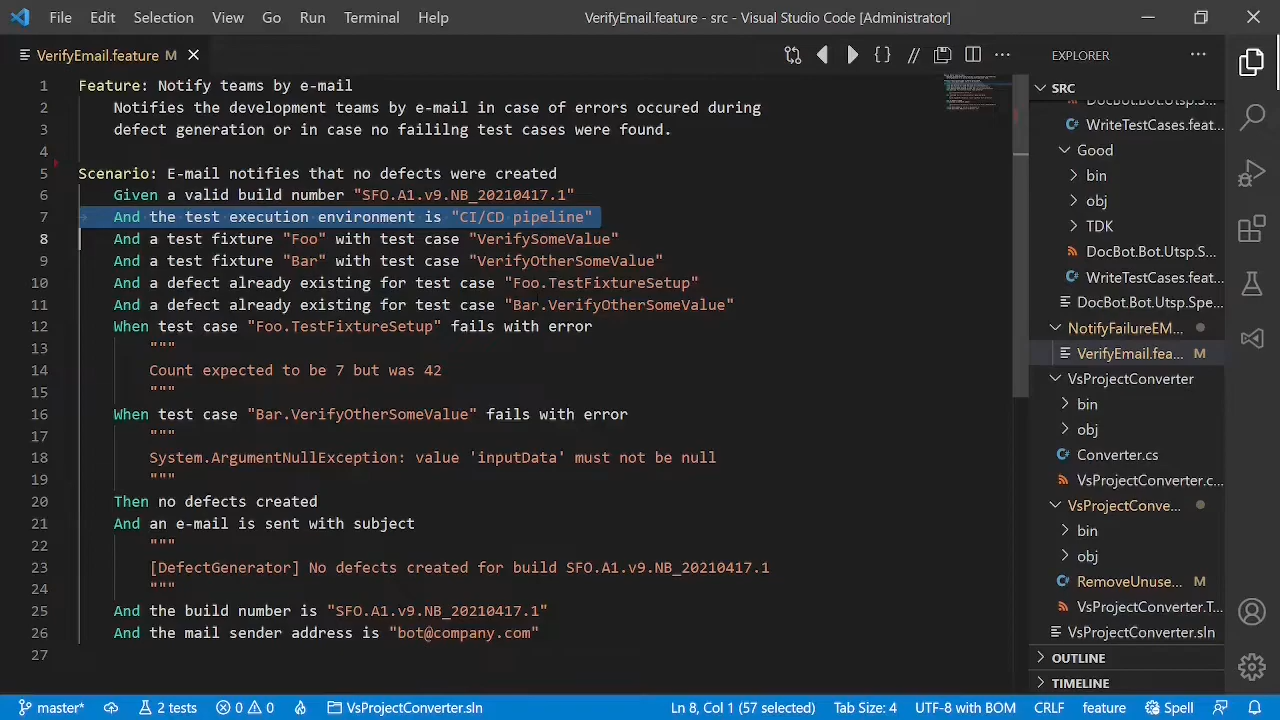 File Edit Selection View Go Run Terminal Help VerifyEmail.feature - src - Visual Studio Code [Administrator]
VerifyEmail.feature M
1 Feature: Notify teams by e-mail
2 Notifies the development teams by e-mail in case of errors occured during
3 defect generation or in case no faililng test cases were found.
4
5 Scenario: E-mail notifies that no defects were created
6 Given a valid build number "SFO.A1.v9.NB_20210417.1"
7 And the test execution environment is "CI/CD pipeline"
8 And a test fixture "Foo" with test case "VerifySomeValue"
9 And a test fixture "Bar" with test case "VerifyOtherSomeValue"
10 And a defect already existing for test case "Foo.TestFixtureSetup"
11 And a defect already existing for test case "Bar.VerifyOtherSomeValue"
12 When test case "Foo.TestFixtureSetup" fails with error
13 """
14 Count expected to be 7 but was 42
15 """
16 When test case "Bar.VerifyOtherSomeValue" fails with error
17 """
18 System.ArgumentNullException: value 'inputData' must not be null
19 """
20 Then no defects created
21 And an e-mail is sent with subject
22 """
23 [DefectGenerator] No defects created for build SFO.A1.v9.NB_20210417.1
24 """
25 And the build number is "SFO.A1.v9.NB_20210417.1"
26 And the mail sender address is "bot@company.com"
27
EXPLORER
SRC
DocBot.Bot.Utsp.S...
WriteTestCases.feat...
Good
bin
obj
TDK
DocBot.Bot.Utsp.S...
WriteTestCases.feat...
DocBot.Bot.Utsp.Spe...
NotifyFailureEM...
VerifyEmail.fea... M
VsProjectConverter
bin
obj
Converter.cs
VsProjectConverter.c...
VsProjectConve...
bin
obj
RemoveUnuse... M
VsProjectConverter.T...
VsProjectConverter.sln
OUTLINE
TIMELINE
master* 2 tests 0 0 VsProjectConverter.sln Ln 8, Col 1 (57 selected) Tab Size: 4 UTF-8 with BOM CRLF feature Spell